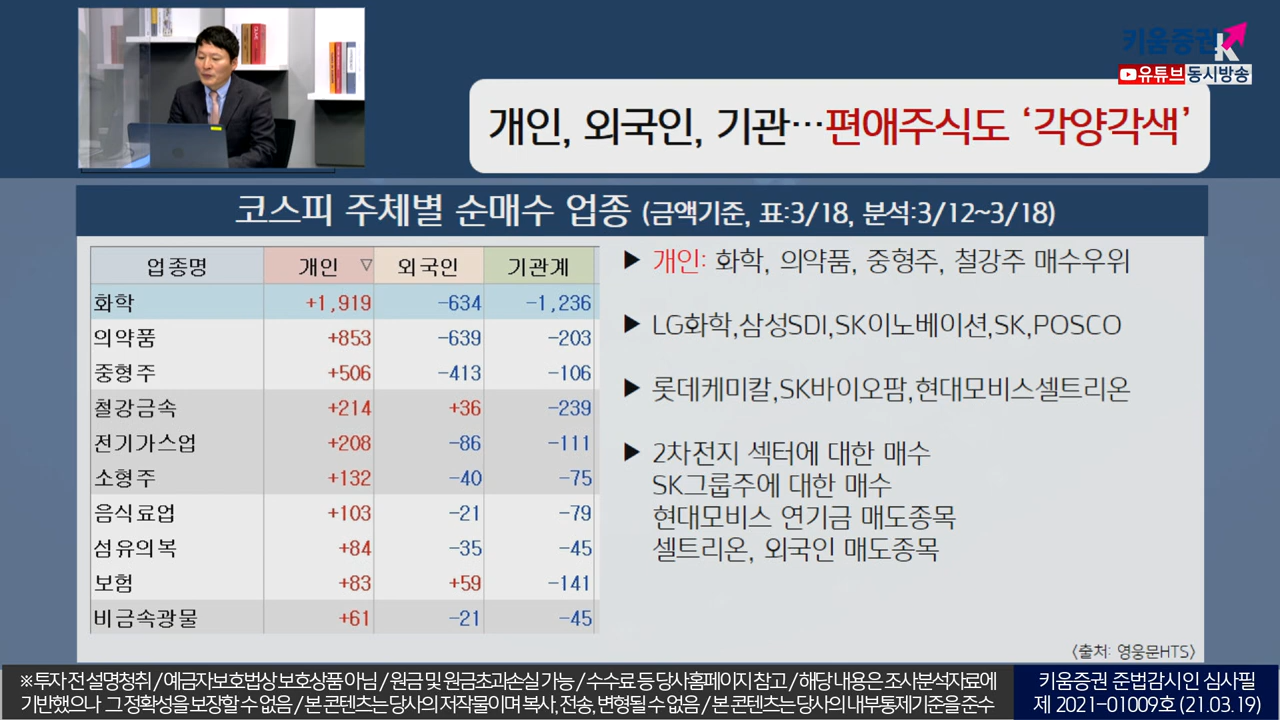 키움증권
유튜브 동시방송
개인, 외국인, 기관…편애주식도 ‘각양각색’
코스피 주체별 순매수 업종 (금액기준, 표:3/18, 분석:3/12~3/18)
업종명 개인 ▽ 외국인 기관계
화학 +1,919 -634 -1,236
의약품 +853 -639 -203
중형주 +506 -413 -106
철강금속 +214 +36 -239
전기가스업 +208 -86 -111
소형주 +132 -40 -75
음식료업 +103 -21 -79
섬유의복 +84 -35 -45
보험 +83 +59 -141
비금속광물 +61 -21 -45
▶ 개인: 화학, 의약품, 중형주, 철강주 매수우위
▶ LG화학,삼성SDI,SK이노베이션,SK,POSCO
▶ 롯데케미칼,SK바이오팜,현대모비스셀트리온
▶ 2차전지 섹터에 대한 매수
SK그룹주에 대한 매수
현대모비스 연기금 매도종목
셀트리온, 외국인 매도종목
<출처: 영웅문HTS>
※ 투자 전 설명청취 / 예금자보호법상 보호상품 아님 / 원금 및 원금초과손실 가능 / 수수료 등 당사홈페이지 참고 / 해당 내용은 조사분석자료에
기반했으나 그 정확성을 보장할 수 없음 / 본 콘텐츠는 당사의 저작물이며 복사, 전송, 변형될 수 없음 / 본 콘텐츠는 당사의 내부통제기준을 준수
키움증권 준법감시인 심사필
제 2021-01009호 (21.03.19)